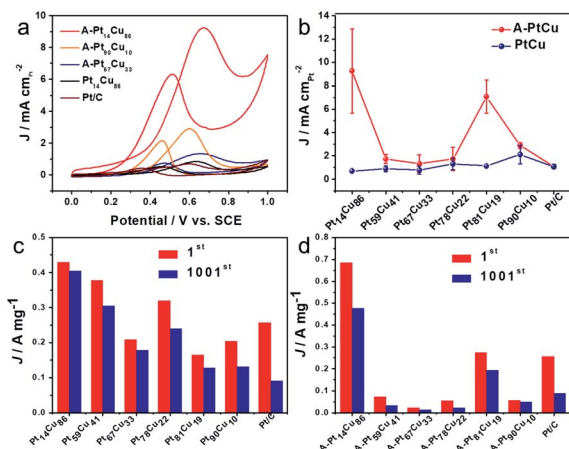 a
A-Pt14Cu86
A-Pt90Cu10
A-Pt67Cu33
Pt14Cu86
Pt/C
J / mA cmPt-2
10
8
6
4
2
0
0.0 0.2 0.4 0.6 0.8 1.0
Potential / V vs. SCE
b
A-PtCu
PtCu
J / mA cmPt-2
14
12
10
8
6
4
2
0
Pt14Cu86 Pt59Cu41 Pt67Cu33 Pt78Cu22 Pt81Cu19 Pt90Cu10 Pt/C
c
1st
1001st
J / A mg-1
0.5
0.4
0.3
0.2
0.1
0.0
Pt14Cu86 Pt59Cu41 Pt67Cu33 Pt78Cu22 Pt81Cu19 Pt90Cu10 Pt/C
d
1st
1001st
J / A mg-1
0.8
0.7
0.6
0.5
0.4
0.3
0.2
0.1
0.0
A-Pt14Cu86 A-Pt59Cu41 A-Pt67Cu33 A-Pt78Cu22 A-Pt81Cu19 A-Pt90Cu10 Pt/C